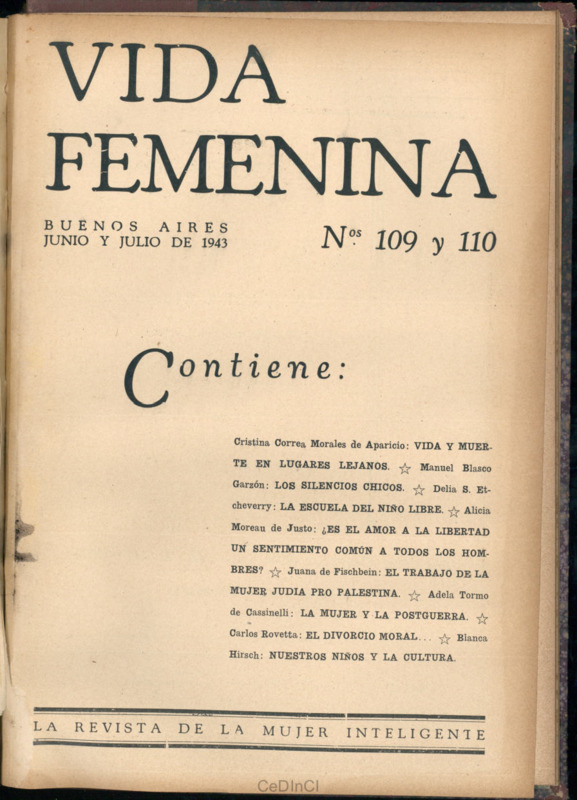 VIDA
FEMENINA
BUENOS AIRES
JUNIO Y JULIO DE 1943
Nos. 109 y 110
Contiene:
Cristina Correa Morales de Aparicio: VIDA Y MUER-
TE EN LUGARES LEJANOS. ☆ Manuel Blasco
Garzón: LOS SILENCIOS CHICOS. ☆ Delia S. Et-
cheverry: LA ESCUELA DEL NIÑO LIBRE. ☆ Alicia
Moreau de Justo: ¿ES EL AMOR A LA LIBERTAD
UN SENTIMIENTO COMÚN A TODOS LOS HOM-
BRES? ☆ Juana de Fischbein: EL TRABAJO DE LA
MUJER JUDIA PRO PALESTINA. ☆ Adela Tormo
de Cassinelli: LA MUJER Y LA POSTGUERRA. ☆
Carlos Rovetta: EL DIVORCIO MORAL... ☆ Blanca
Hirsch: NUESTROS NIÑOS Y LA CULTURA.
LA REVISTA DE LA MUJER INTELIGENTE
CeDInCI